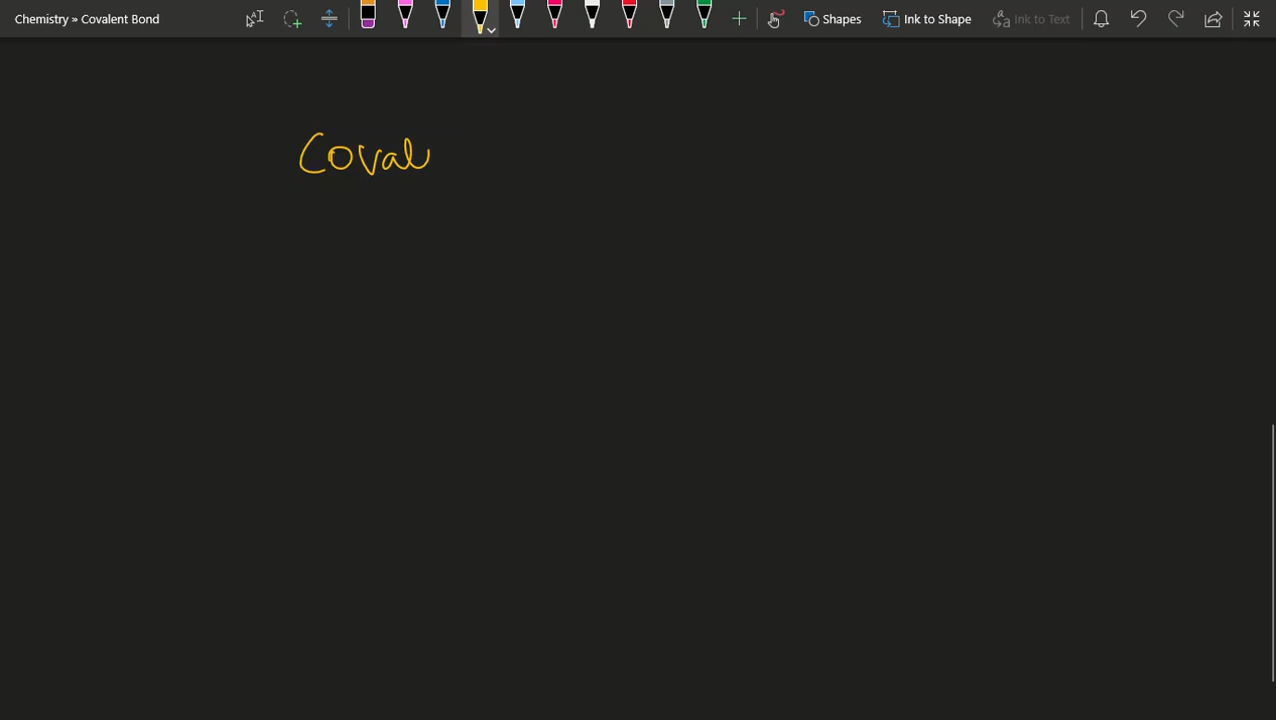 Chemistry » Covalent Bond
Shapes
Ink to Shape
Ink to Text
Coval